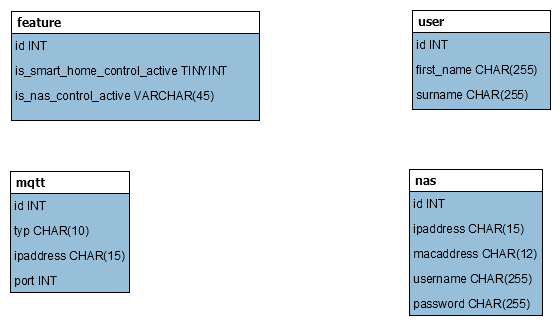 feature
id INT
is_smart_home_control_active TINYINT
is_nas_control_active VARCHAR(45)
user
id INT
first_name CHAR(255)
surname CHAR(255)
mqtt
id INT
typ CHAR(10)
ipaddress CHAR(15)
port INT
nas
id INT
ipaddress CHAR(15)
macaddress CHAR(12)
username CHAR(255)
password CHAR(255)